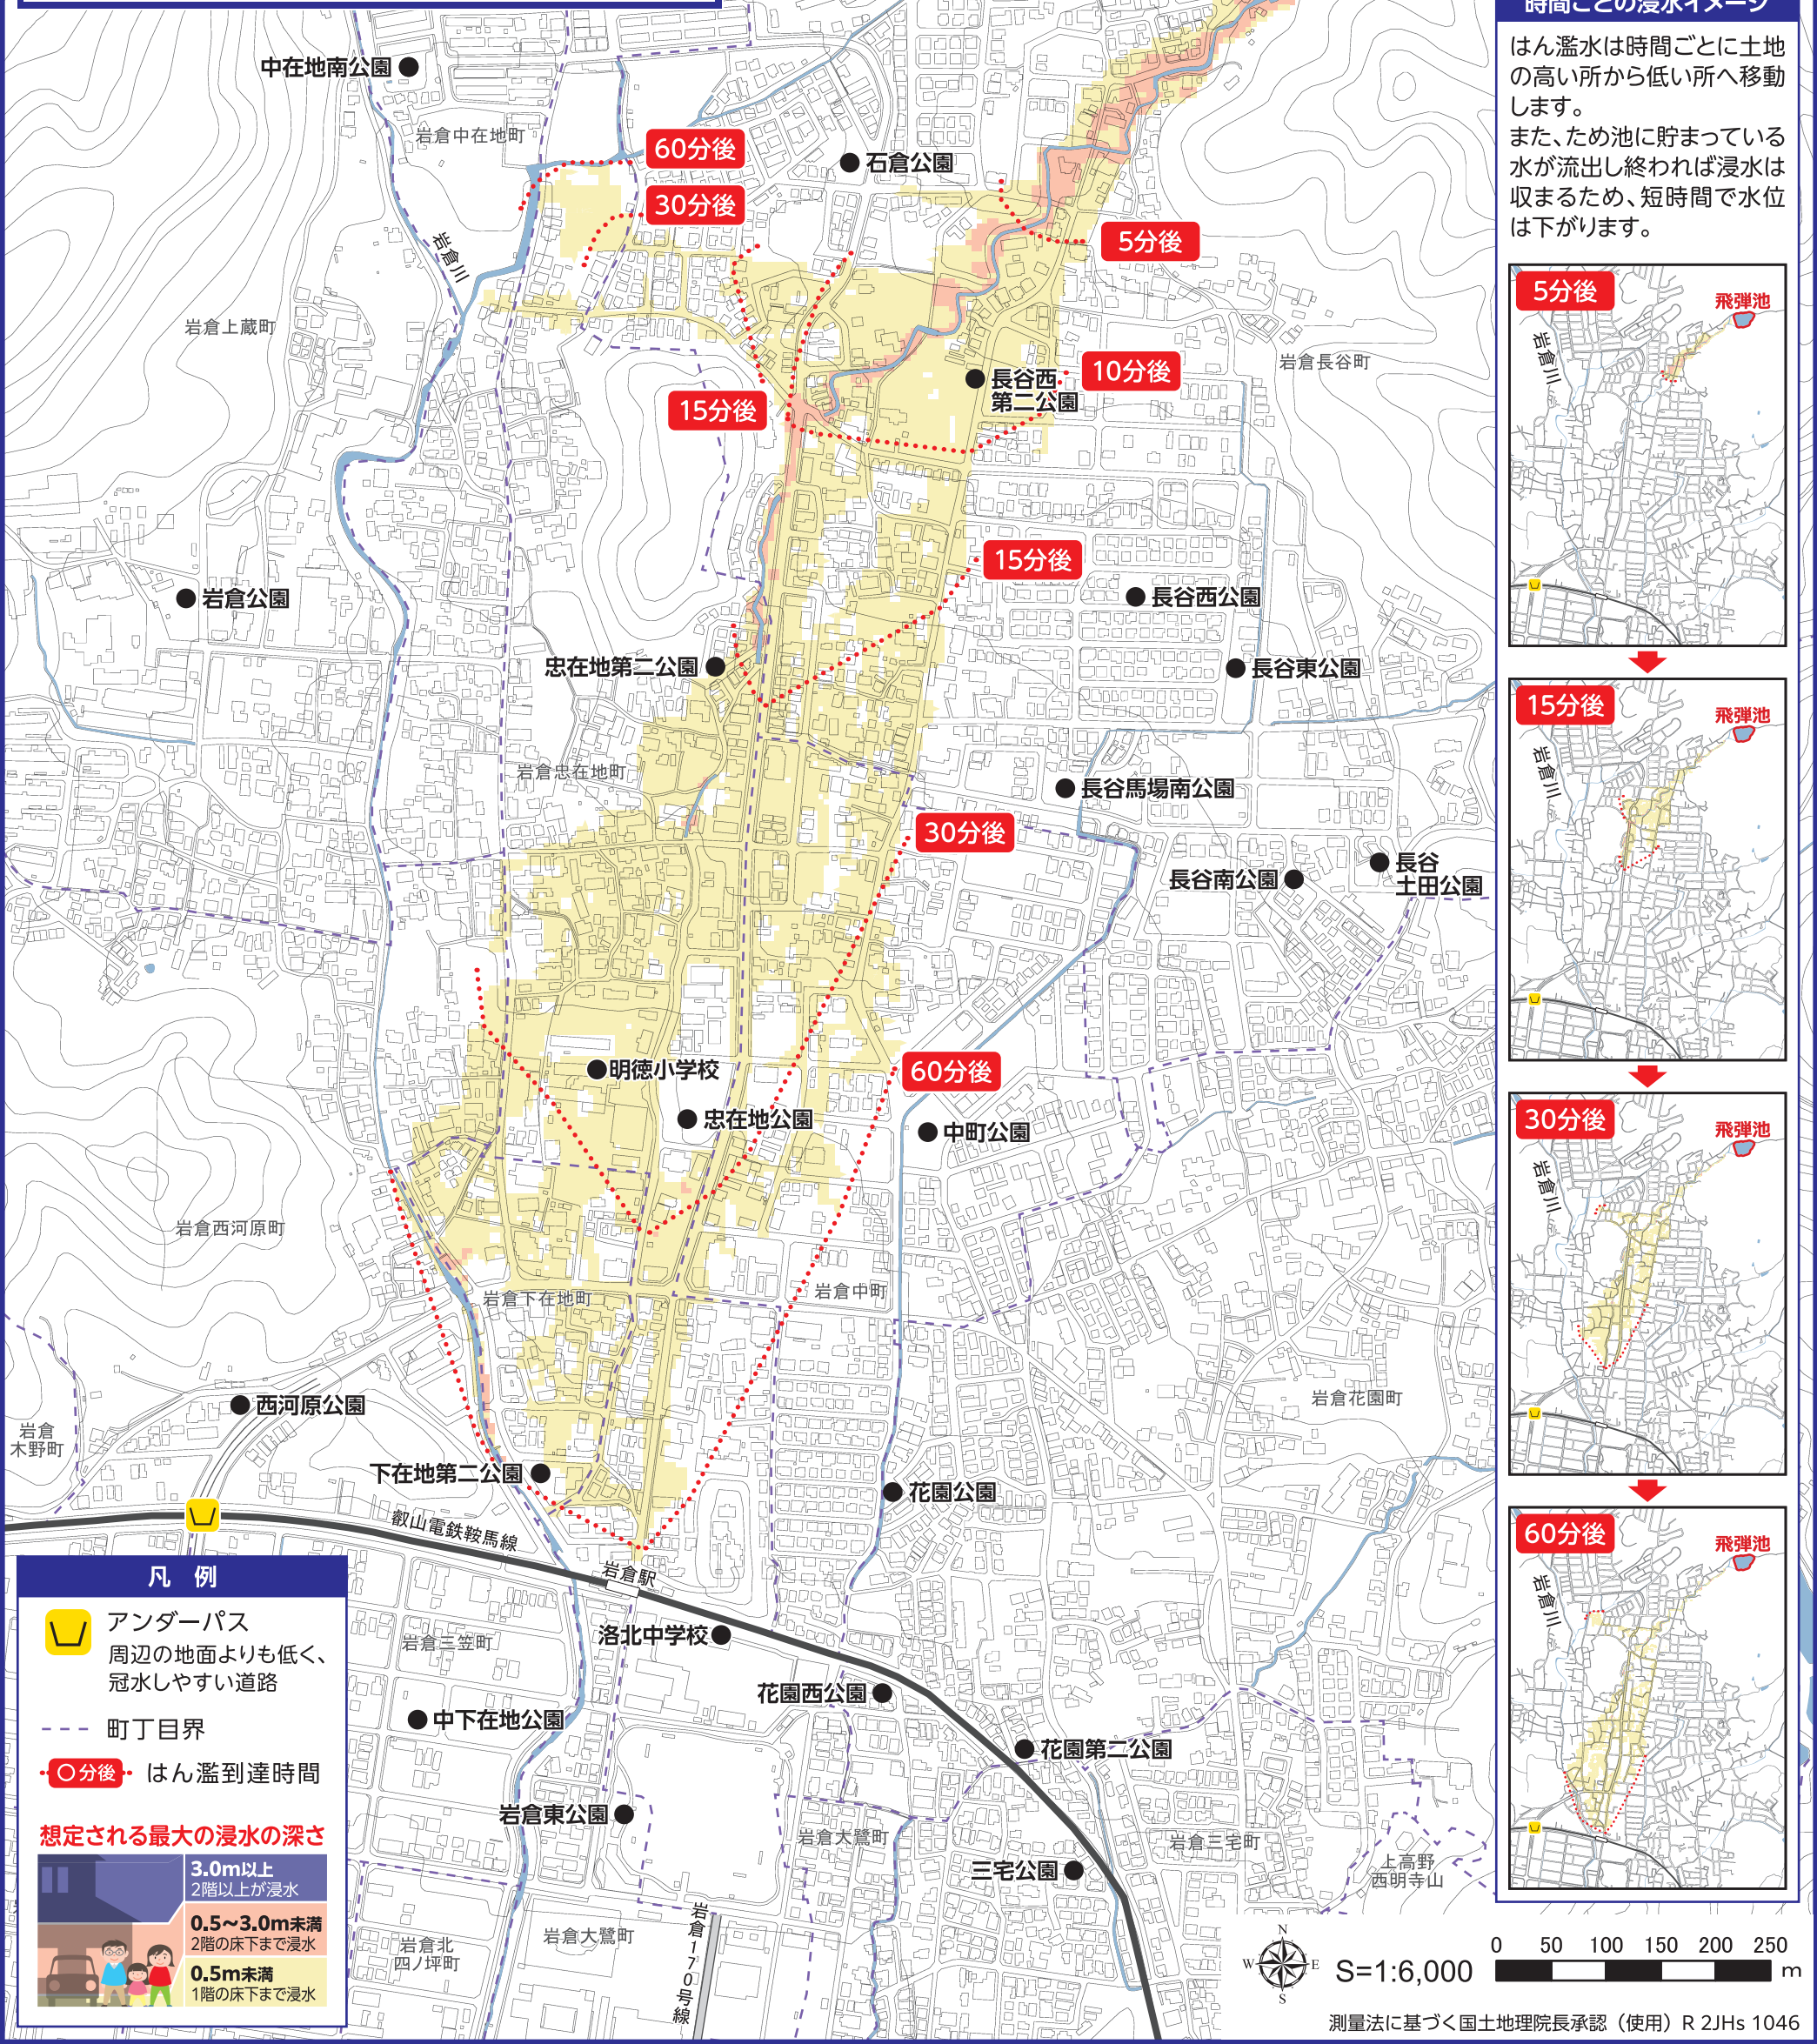 時間ごとの浸水イメージ
はん濫水は時間ごとに土地
の高い所から低い所へ移動
します。
また、ため池に貯まっている
水が流出し終われば浸水は
収まるため、短時間で水位
は下がります。
5分後
飛弾池
岩倉川
15分後
飛弾池
岩倉川
30分後
飛弾池
岩倉川
60分後
飛弾池
岩倉川
中在地南公園
岩倉中在地町
60分後
石倉公園
30分後
5分後
岩倉川
岩倉上蔵町
岩倉長谷町
10分後
長谷西
第二公園
15分後
15分後
岩倉公園
長谷西公園
忠在地第二公園
長谷東公園
岩倉忠在地町
長谷馬場南公園
30分後
長谷
土田公園
長谷南公園
明徳小学校
60分後
忠在地公園
中町公園
岩倉西河原町
岩倉下在地町
岩倉中町
岩倉花園町
西河原公園
岩倉
木野町
下在地第二公園
花園公園
叡山電鉄鞍馬線
岩倉駅
洛北中学校
岩倉三笠町
花園西公園
中下在地公園
花園第二公園
岩倉東公園
岩倉大鷺町
岩倉三宅町
三宅公園
上高野
西明寺山
岩倉大鷺町
岩倉北
四ノ坪町
岩倉170号線
凡 例
アンダーパス
周辺の地面よりも低く、
冠水しやすい道路
町丁目界
○分後
はん濫到達時間
想定される最大の浸水の深さ
3.0m以上
2階以上が浸水
0.5〜3.0m未満
2階の床下まで浸水
0.5m未満
1階の床下まで浸水
N
W
E
S
S=1:6,000
0 50 100 150 200 250
m
測量法に基づく国土地理院長承認（使用）R 2JHs 1046